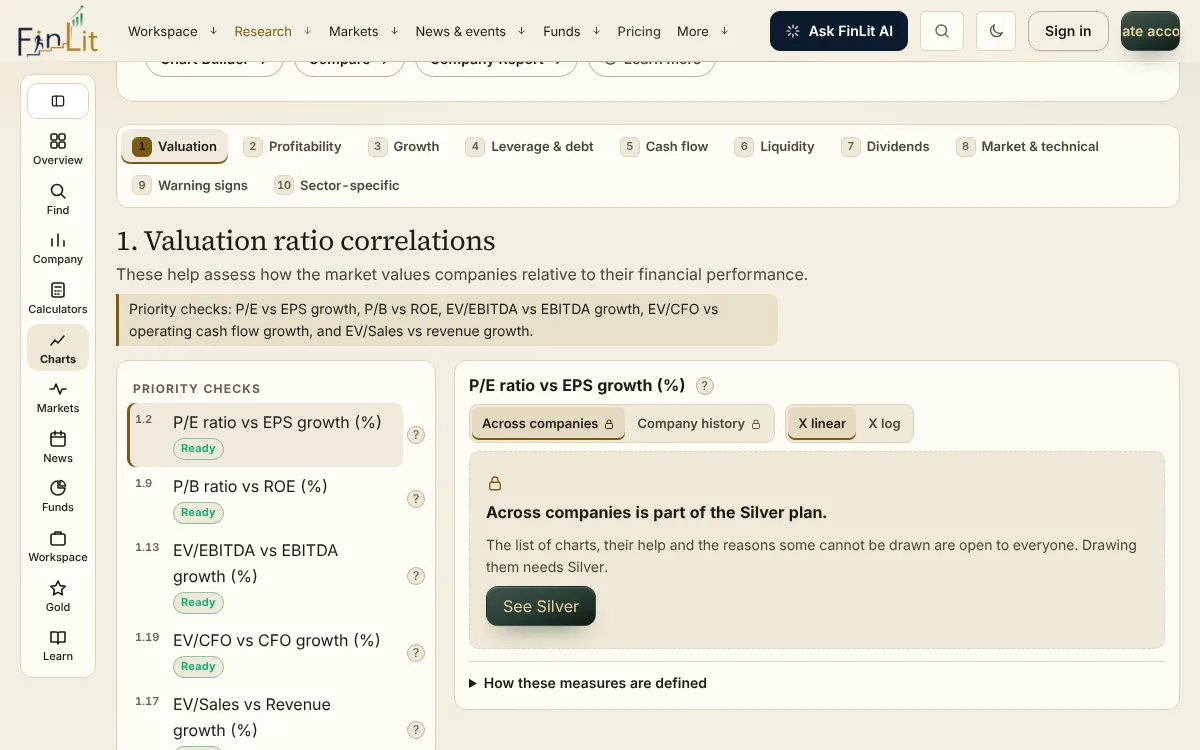 FinLit
Workspace
Research
Markets
News & events
Funds
Pricing
More
Ask FinLit AI
Sign in
ate acco
Chart Builder
Compare
Company Report
Learn more
Overview
Find
Company
Calculators
Charts
Markets
News
Funds
Workspace
Gold
Learn
1 Valuation
2 Profitability
3 Growth
4 Leverage & debt
5 Cash flow
6 Liquidity
7 Dividends
8 Market & technical
9 Warning signs
10 Sector-specific
1. Valuation ratio correlations
These help assess how the market values companies relative to their financial performance.
Priority checks: P/E vs EPS growth, P/B vs ROE, EV/EBITDA vs EBITDA growth, EV/CFO vs
operating cash flow growth, and EV/Sales vs revenue growth.
PRIORITY CHECKS
1.2 P/E ratio vs EPS growth (%)
?
Ready
1.9 P/B ratio vs ROE (%)
?
Ready
1.13 EV/EBITDA vs EBITDA
growth (%)
?
Ready
1.19 EV/CFO vs CFO growth (%)
?
Ready
1.17 EV/Sales vs Revenue
growth (%)
?
P/E ratio vs EPS growth (%) ?
Across companies
Company history
X linear
X log
Across companies is part of the Silver plan.
The list of charts, their help and the reasons some cannot be drawn are open to everyone. Drawing
them needs Silver.
See Silver
How these measures are defined